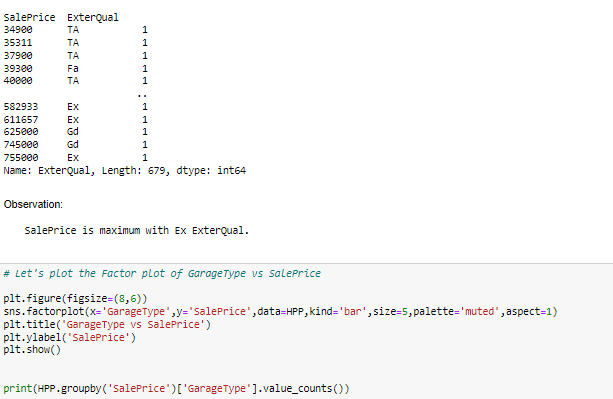 SalePrice  ExterQual
34900      TA           1
35311      TA           1
37900      TA           1
39300      Fa           1
40000      TA           1
                       ..
582933     Ex           1
611657     Ex           1
625000     Gd           1
745000     Gd           1
755000     Ex           1
Name: ExterQual, Length: 679, dtype: int64
Observation:
SalePrice is maximum with Ex ExterQual.
# Let's plot the Factor plot of GarageType vs SalePrice
plt.figure(figsize=(8,6))
sns.factorplot(x='GarageType',y='SalePrice',data=HPP,kind='bar',size=5,palette='muted',aspect=1)
plt.title('GarageType vs SalePrice')
plt.ylabel('SalePrice')
plt.show()
print(HPP.groupby('SalePrice')['GarageType'].value_counts())